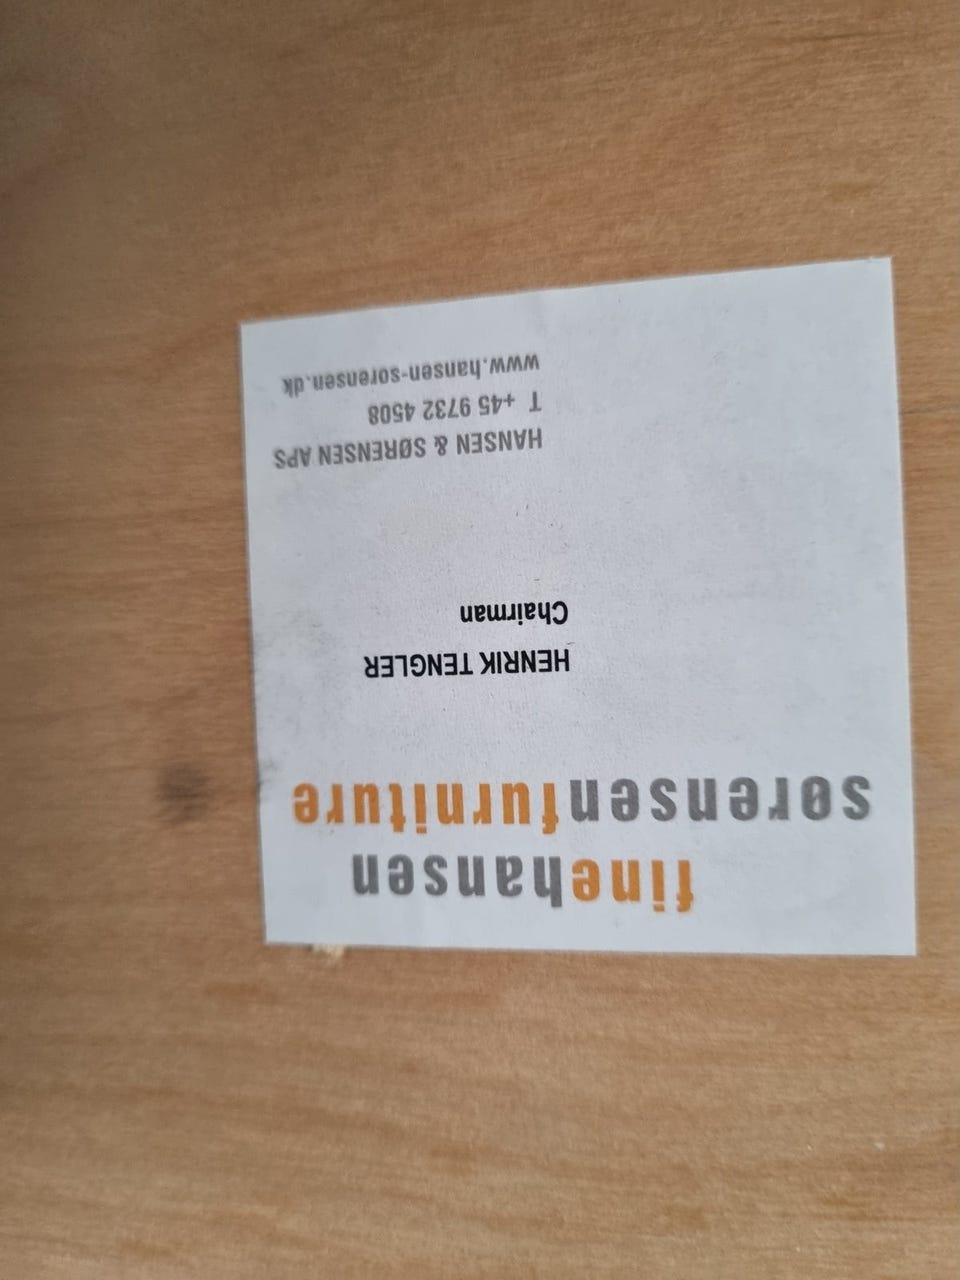 finehansen
sørensenfurniture
HENRIK TENGLER
Chairman
HANSEN & SØRENSEN APS
T +45 9732 4508
www.hansen-sorensen.dk